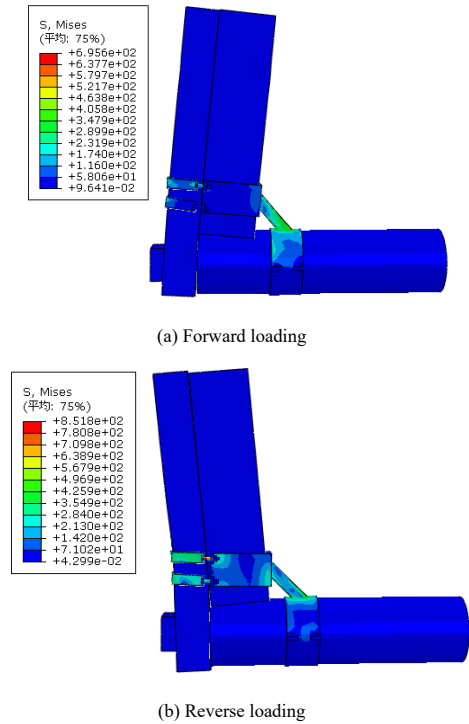 S, Mises
(平均: 75%)
+6.956e+02
+6.377e+02
+5.797e+02
+5.217e+02
+4.638e+02
+4.058e+02
+3.479e+02
+2.899e+02
+2.319e+02
+1.740e+02
+1.160e+02
+5.806e+01
+9.641e-02
(a) Forward loading
S, Mises
(平均: 75%)
+8.518e+02
+7.808e+02
+7.098e+02
+6.389e+02
+5.679e+02
+4.969e+02
+4.259e+02
+3.549e+02
+2.840e+02
+2.130e+02
+1.420e+02
+7.102e+01
+4.299e-02
(b) Reverse loading